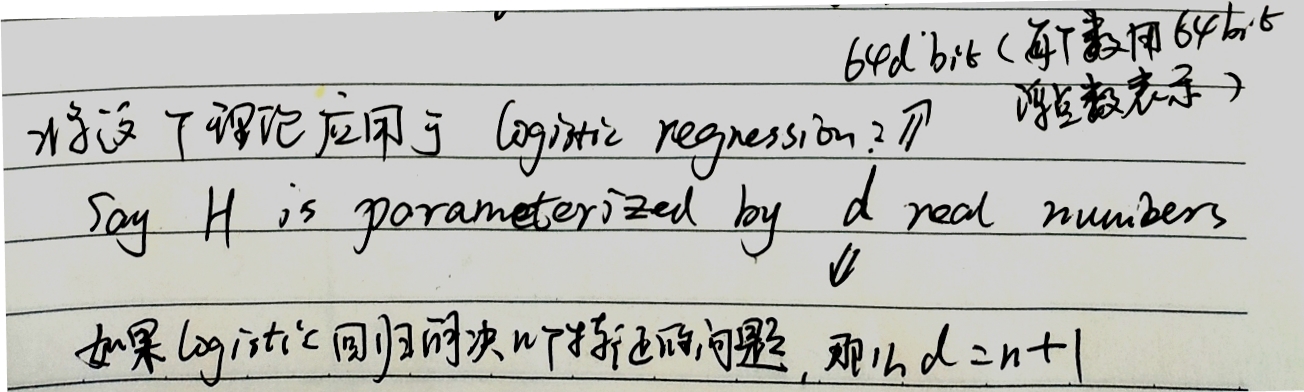 64d bit (每个数用64bit
浮点数表示)
将这个理论应用于 logistic regression:
Say H is parameterized by d real numbers
如果logistic回归解决n个特征的问题, 那么d=n+1